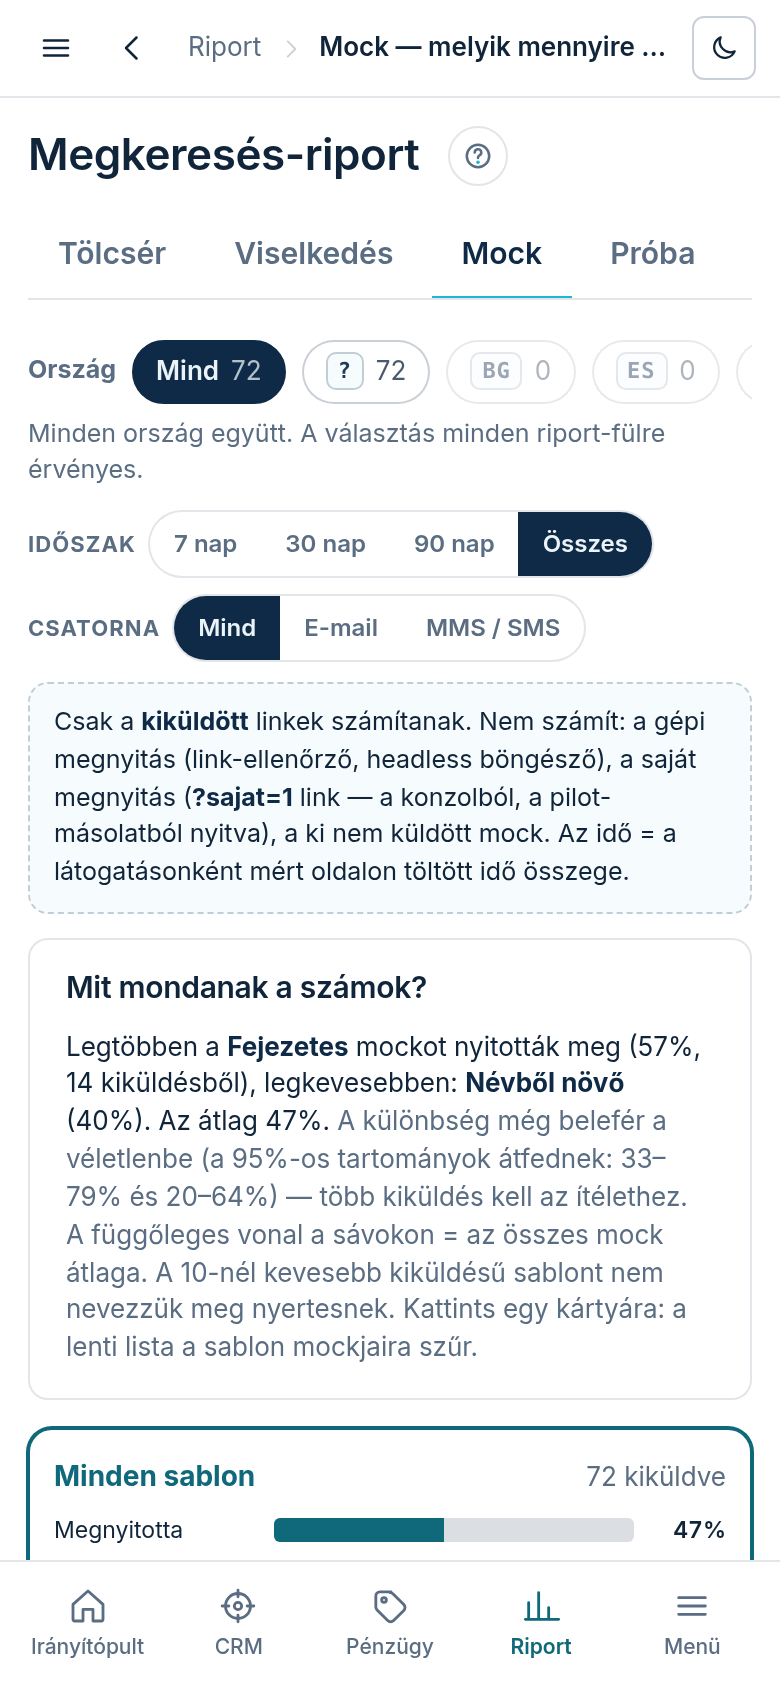 Riport
Mock — melyik mennyire ...
Megkeresés-riport
Tölcsér Viselkedés Mock Próba
Ország Mind 72 ? 72 BG 0 ES 0
Minden ország együtt. A választás minden riport-fülre
érvényes.
IDŐSZAK 7 nap 30 nap 90 nap Összes
CSATORNA Mind E-mail MMS / SMS
Csak a kiküldött linkek számítanak. Nem számít: a gépi
megnyitás (link-ellenőrző, headless böngésző), a saját
megnyitás (?sajat=1 link — a konzolból, a pilot-
másolatból nyitva), a ki nem küldött mock. Az idő = a
látogatásonként mért oldalon töltött idő összege.
Mit mondanak a számok?
Legtöbben a Fejezetes mockot nyitották meg (57%,
14 kiküldésből), legkevesebben: Névből növő
(40%). Az átlag 47%. A különbség még belefér a
véletlenbe (a 95%-os tartományok átfednek: 33–
79% és 20–64%) — több kiküldés kell az ítélethez.
A függőleges vonal a sávokon = az összes mock
átlaga. A 10-nél kevesebb kiküldésű sablont nem
nevezzük meg nyertesnek. Kattints egy kártyára: a
lenti lista a sablon mockjaira szűr.
Minden sablon 72 kiküldve
Megnyitotta 47%
Irányítópult CRM Pénzügy Riport Menü